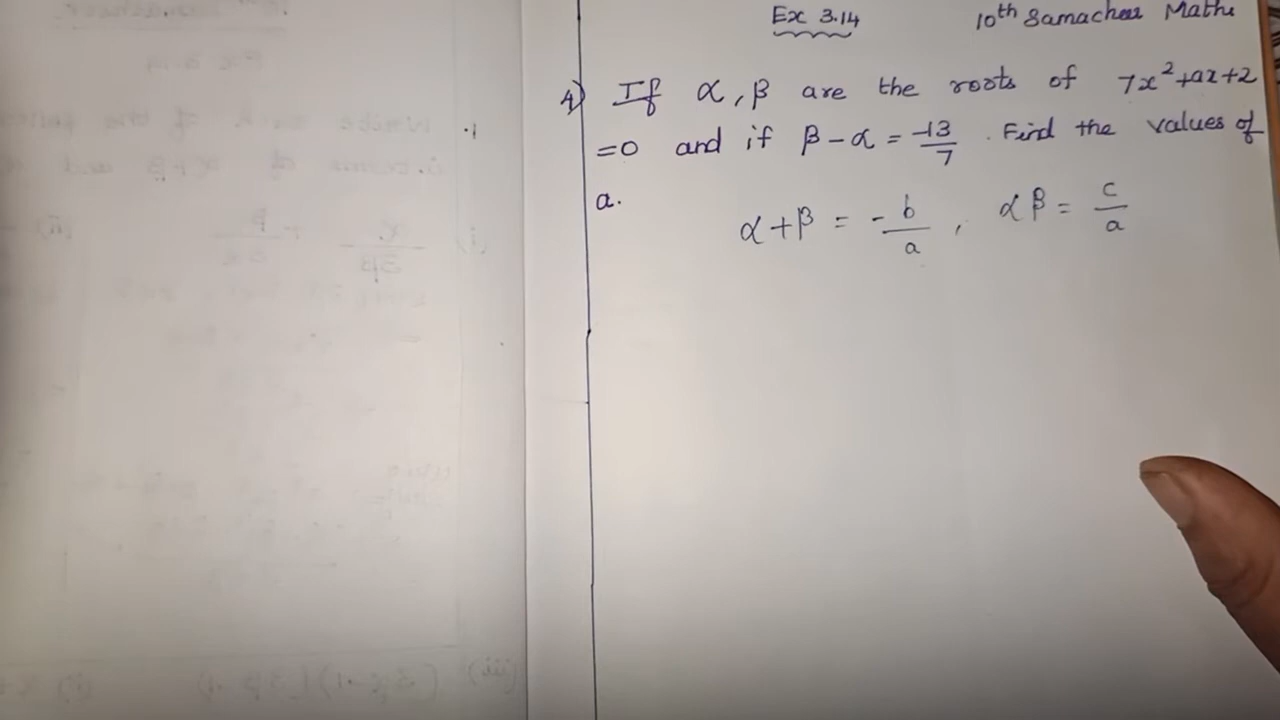 Ex 3.14 10th Samacheer Maths
4) If α, β are the roots of 7x²+ax+2
=0 and if β-α = -13/7 . Find the values of
a.
α+β = -b/a , αβ = c/a